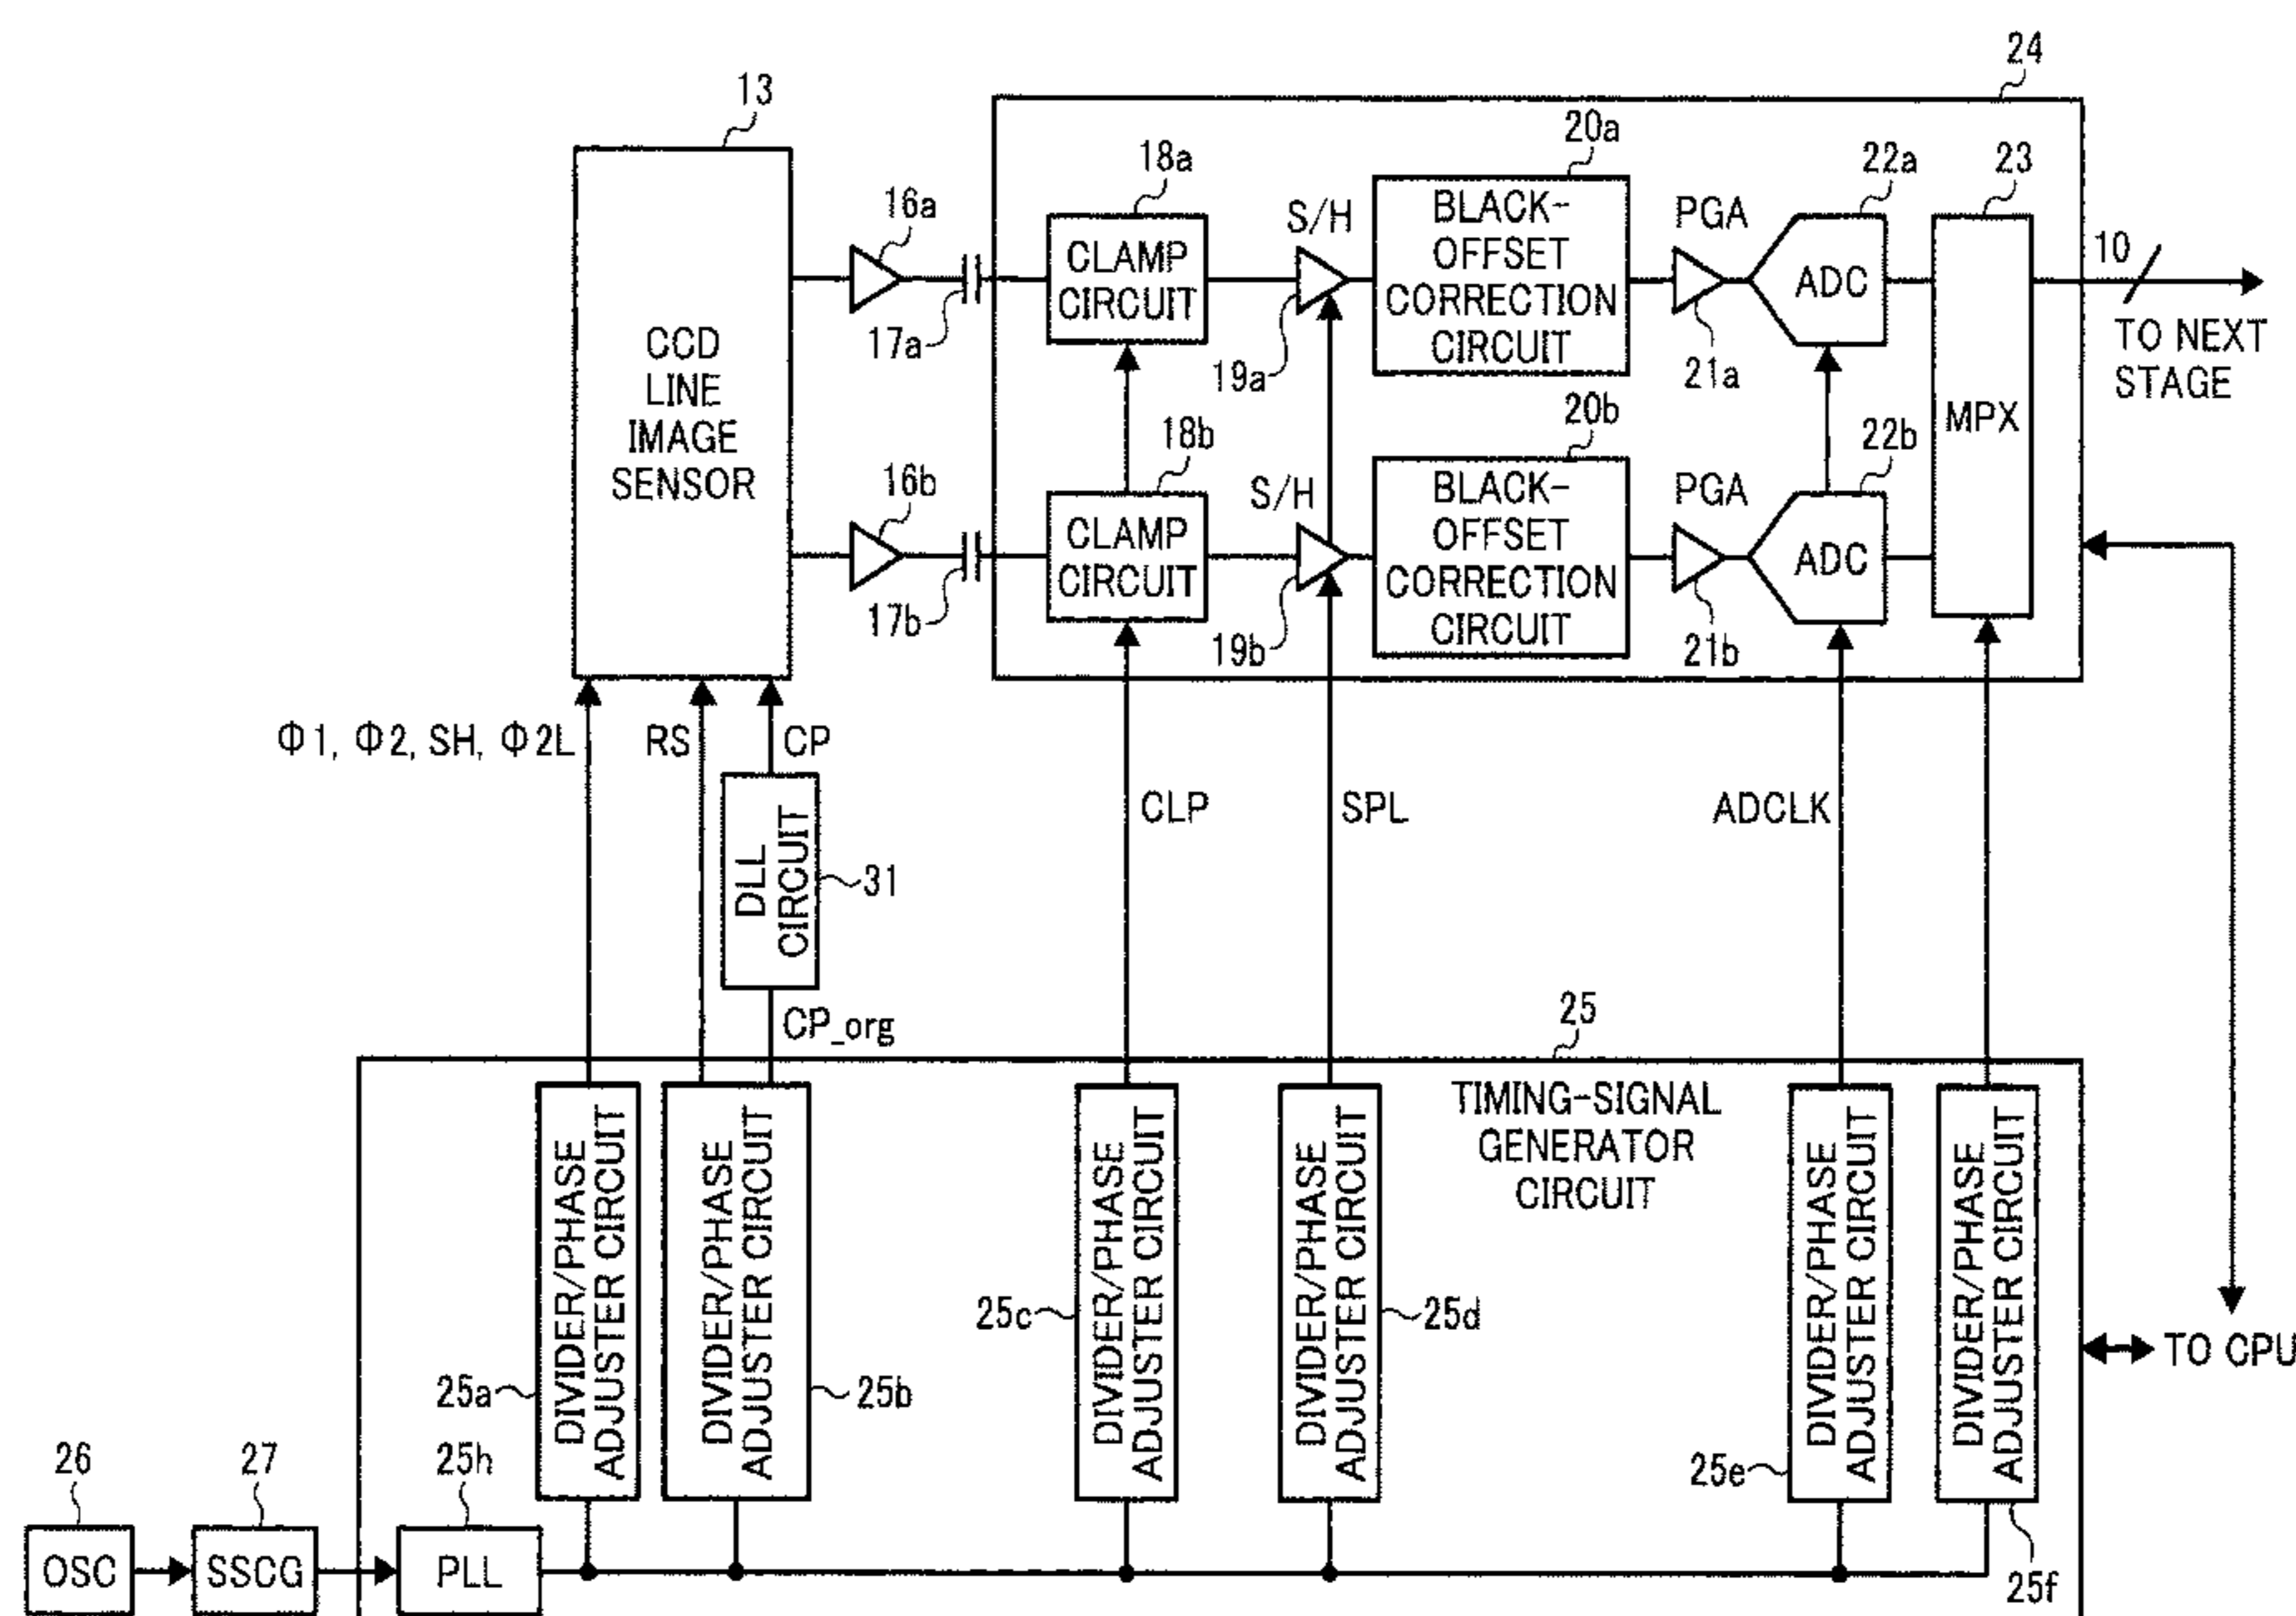 24
13
20a
18a
22a
23
16a
S/H
BLACK-
OFFSET
CORRECTION
CIRCUIT
PGA
10
CLAMP
CIRCUIT
ADC
TO NEXT
STAGE
17a
19a
21a
CCD
LINE
IMAGE
SENSOR
MPX
20b
18b
22b
16b
S/H
BLACK-
OFFSET
CORRECTION
CIRCUIT
PGA
CLAMP
CIRCUIT
ADC
17b
19b
21b
Φ1, Φ2, SH, Φ2L
RS
CP
CLP
SPL
ADCLK
DLL
CIRCUIT
31
CP_org
25
TIMING-SIGNAL
GENERATOR
CIRCUIT
DIVIDER/PHASE
ADJUSTER CIRCUIT
DIVIDER/PHASE
ADJUSTER CIRCUIT
DIVIDER/PHASE
ADJUSTER CIRCUIT
DIVIDER/PHASE
ADJUSTER CIRCUIT
DIVIDER/PHASE
ADJUSTER CIRCUIT
DIVIDER/PHASE
ADJUSTER CIRCUIT
25a
25b
25c
25d
25e
25f
TO CPU
26
27
25h
OSC
SSCG
PLL